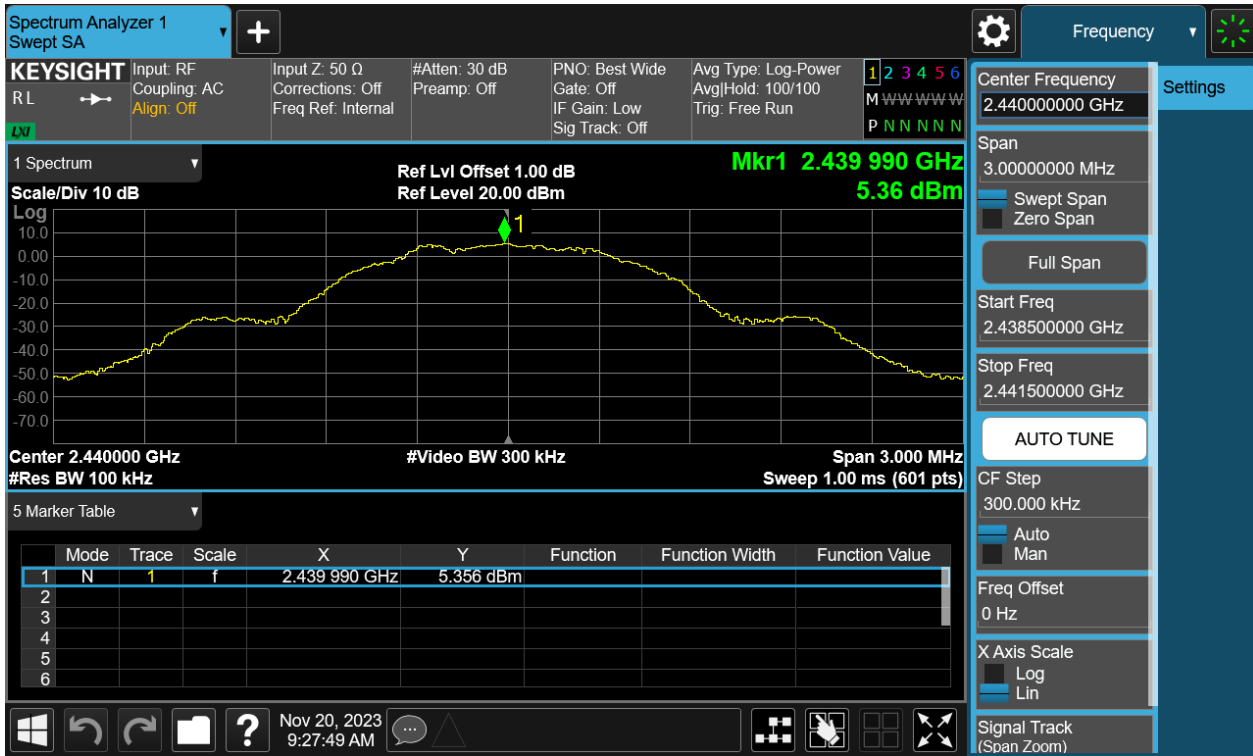 Spectrum Analyzer 1
Swept SA
+
Frequency
KEYSIGHT
R L
LXI
Input: RF
Coupling: AC
Align: Off
Input Z: 50 Ω
Corrections: Off
Freq Ref: Internal
#Atten: 30 dB
Preamp: Off
PNO: Best Wide
Gate: Off
IF Gain: Low
Sig Track: Off
Avg Type: Log-Power
Avg|Hold: 100/100
Trig: Free Run
1 2 3 4 5 6
M W W W W W
P N N N N N
1 Spectrum
Scale/Div 10 dB
Ref Lvl Offset 1.00 dB
Ref Level 20.00 dBm
Mkr1 2.439 990 GHz
5.36 dBm
Log
1
10.0
0.00
-10.0
-20.0
-30.0
-40.0
-50.0
-60.0
-70.0
Center 2.440000 GHz
#Video BW 300 kHz
Span 3.000 MHz
#Res BW 100 kHz
Sweep 1.00 ms (601 pts)
5 Marker Table
Mode Trace Scale X Y Function Function Width Function Value
1 N 1 f 2.439 990 GHz 5.356 dBm
2
3
4
5
6
?
Nov 20, 2023
9:27:49 AM
Center Frequency
2.440000000 GHz
Settings
Span
3.00000000 MHz
Swept Span
Zero Span
Full Span
Start Freq
2.438500000 GHz
Stop Freq
2.441500000 GHz
AUTO TUNE
CF Step
300.000 kHz
Auto
Man
Freq Offset
0 Hz
X Axis Scale
Log
Lin
Signal Track
(Span Zoom)